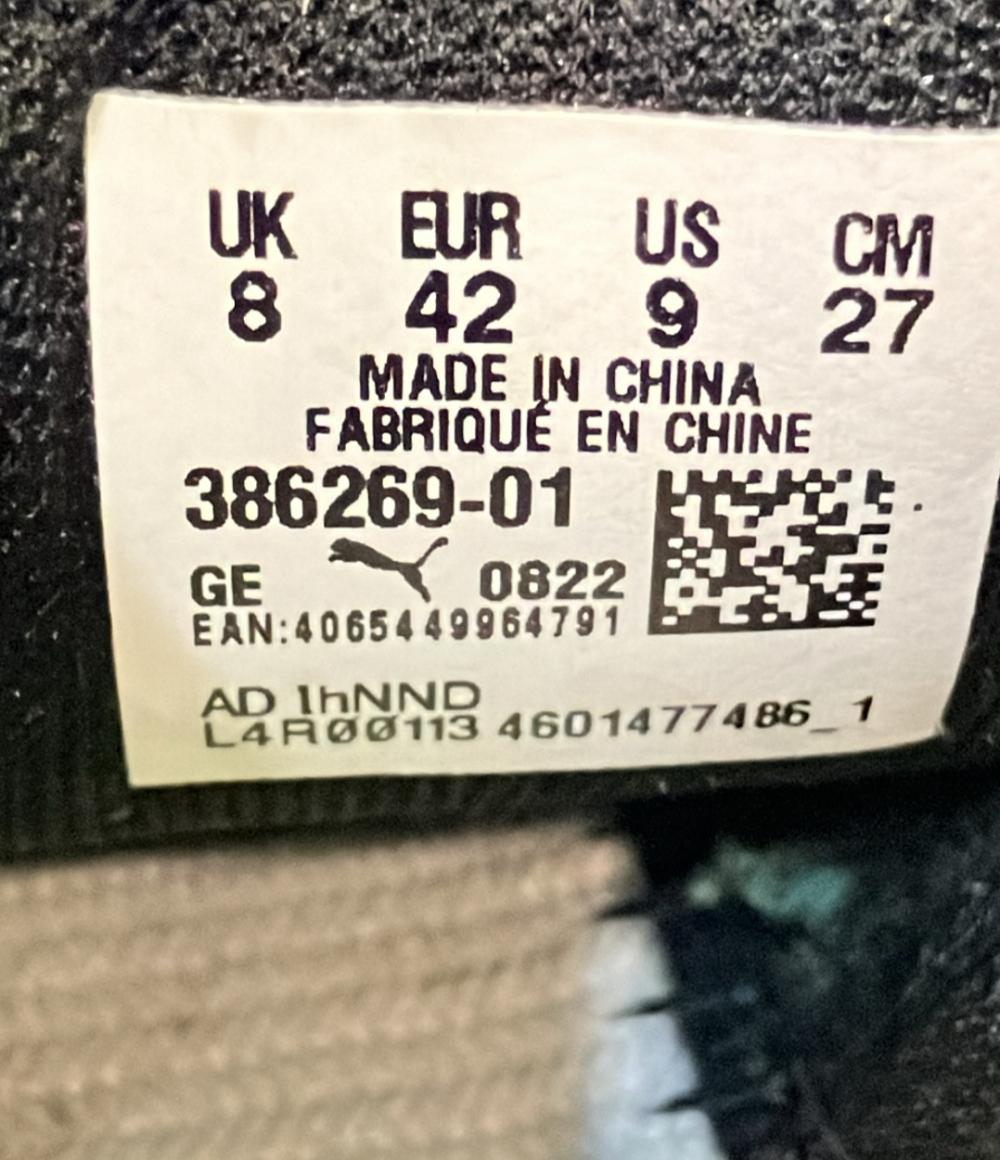 UK EUR US CM
8 42 9 27
MADE IN CHINA
FABRIQUÉ EN CHINE
386269-01
GE 0822
EAN:4065449964791
AD 1hNND
L4R00113 4601477486_1